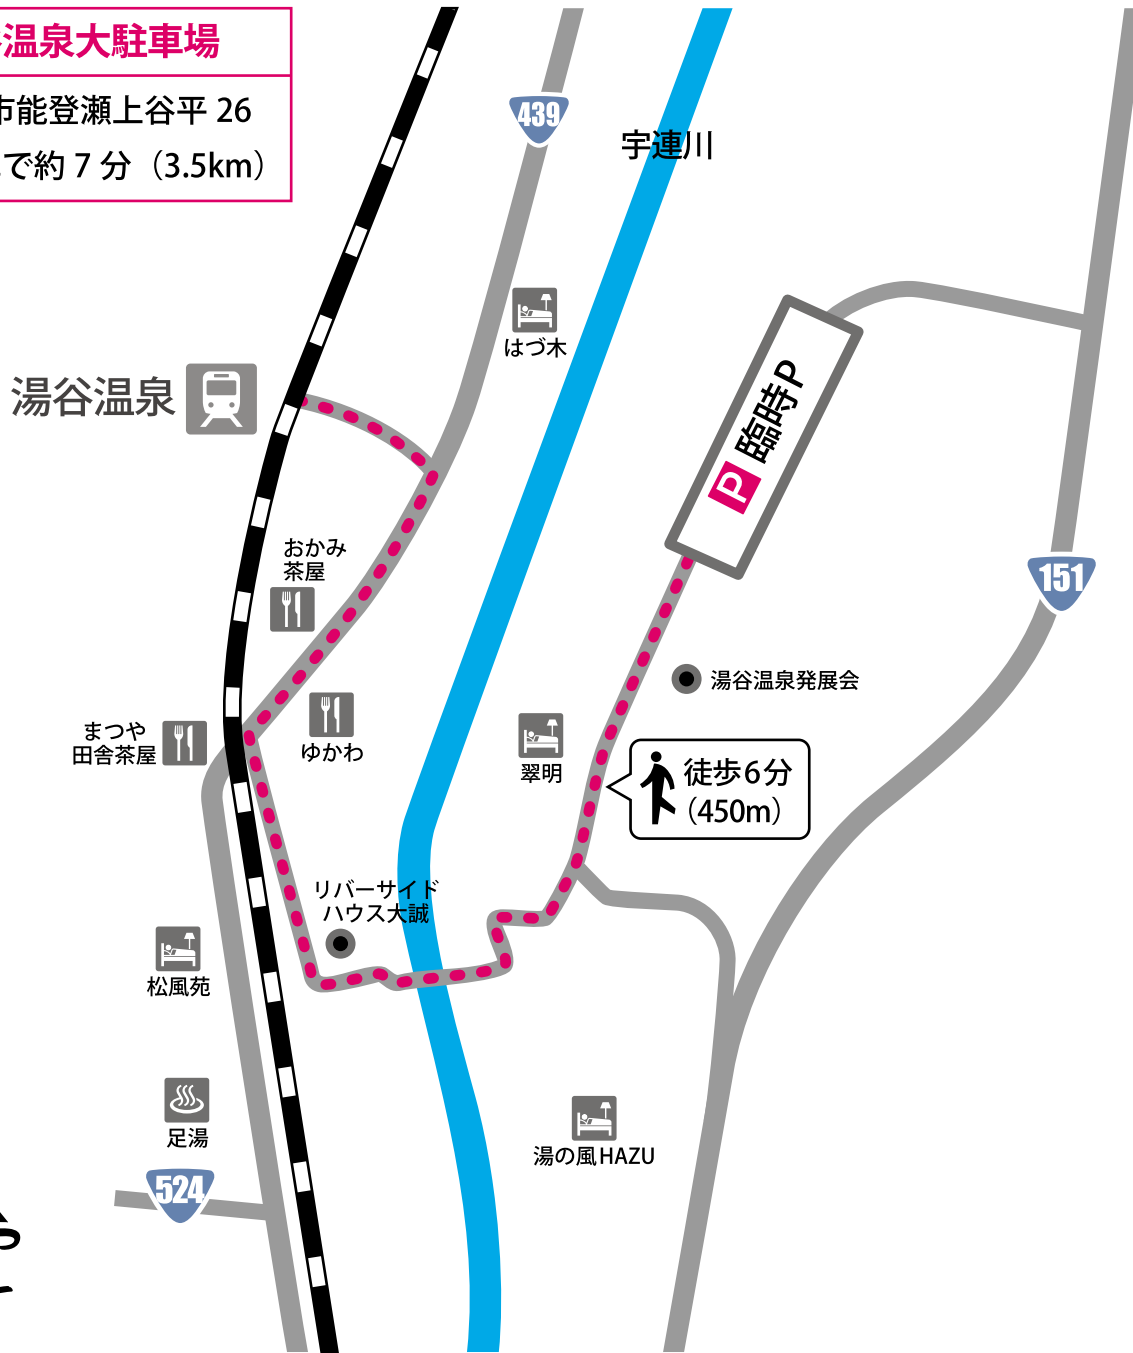 温泉大駐車場
市能登瀬上谷平 26
で約 7 分（3.5km）
439
宇連川
はづ木
湯谷温泉
P 臨時P
おかみ
茶屋
151
湯谷温泉発展会
まつや
田舎茶屋
ゆかわ
翠明
徒歩6分
（450m）
リバーサイド
ハウス大誠
松風苑
足湯
湯の風HAZU
524